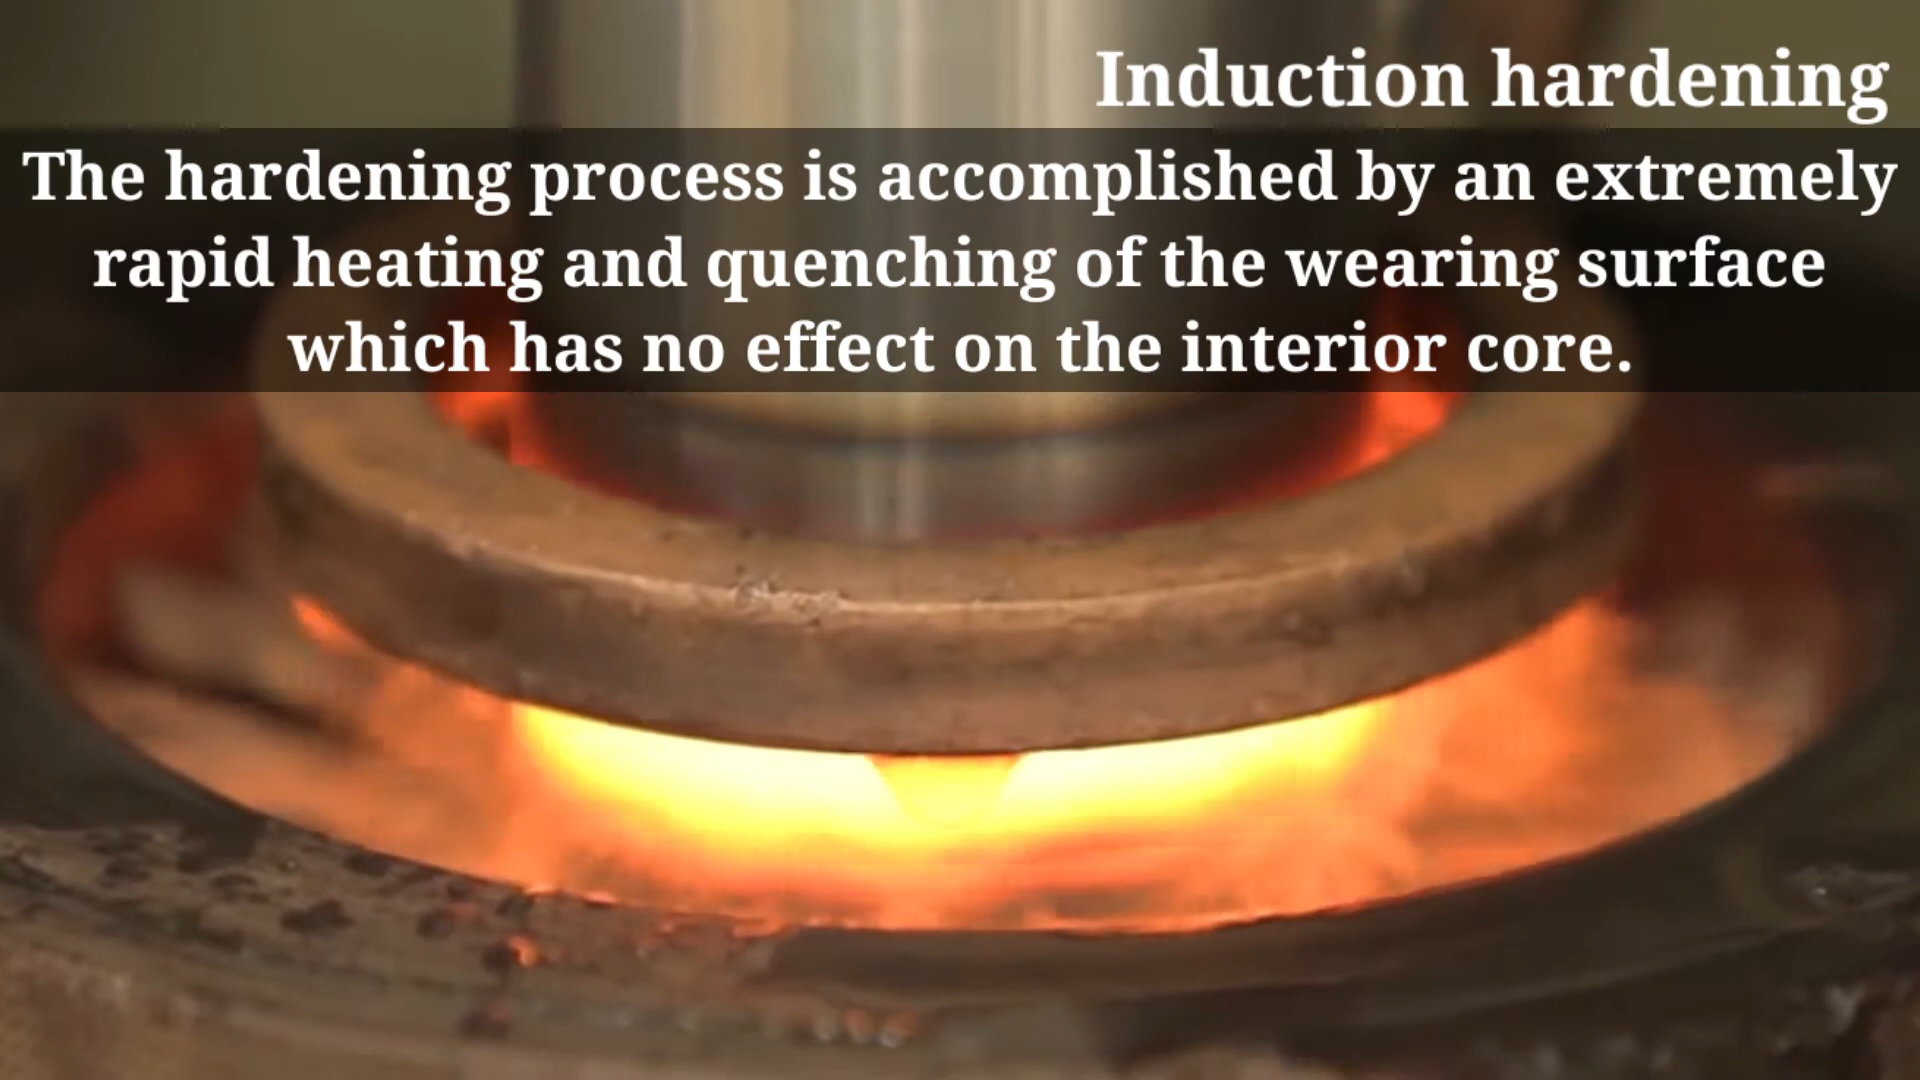 Induction hardening
The hardening process is accomplished by an extremely
rapid heating and quenching of the wearing surface
which has no effect on the interior core.